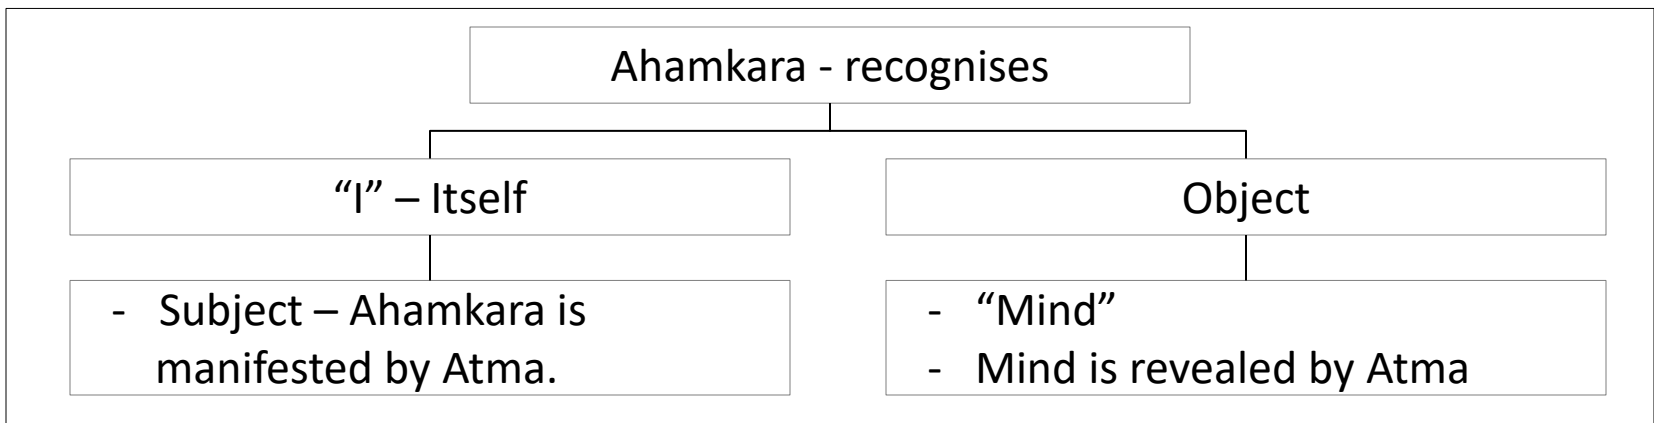 Ahamkara - recognises
“I” – Itself
Object
- Subject – Ahamkara is
manifested by Atma.
- “Mind”
- Mind is revealed by Atma